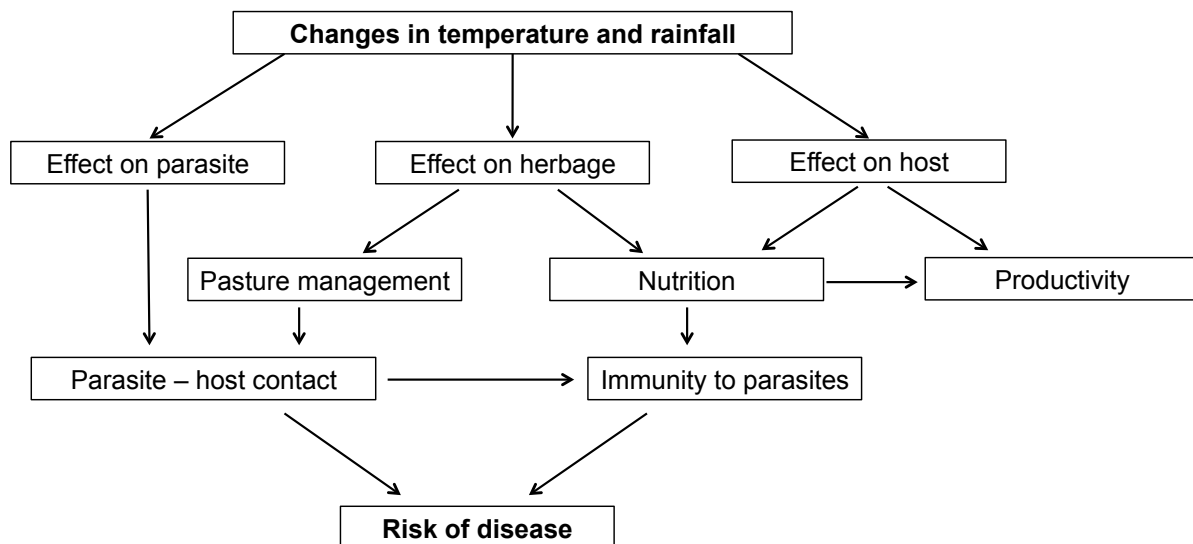 Changes in temperature and rainfall
Effect on parasite
Effect on herbage
Effect on host
Pasture management
Nutrition
Productivity
Parasite – host contact
Immunity to parasites
Risk of disease